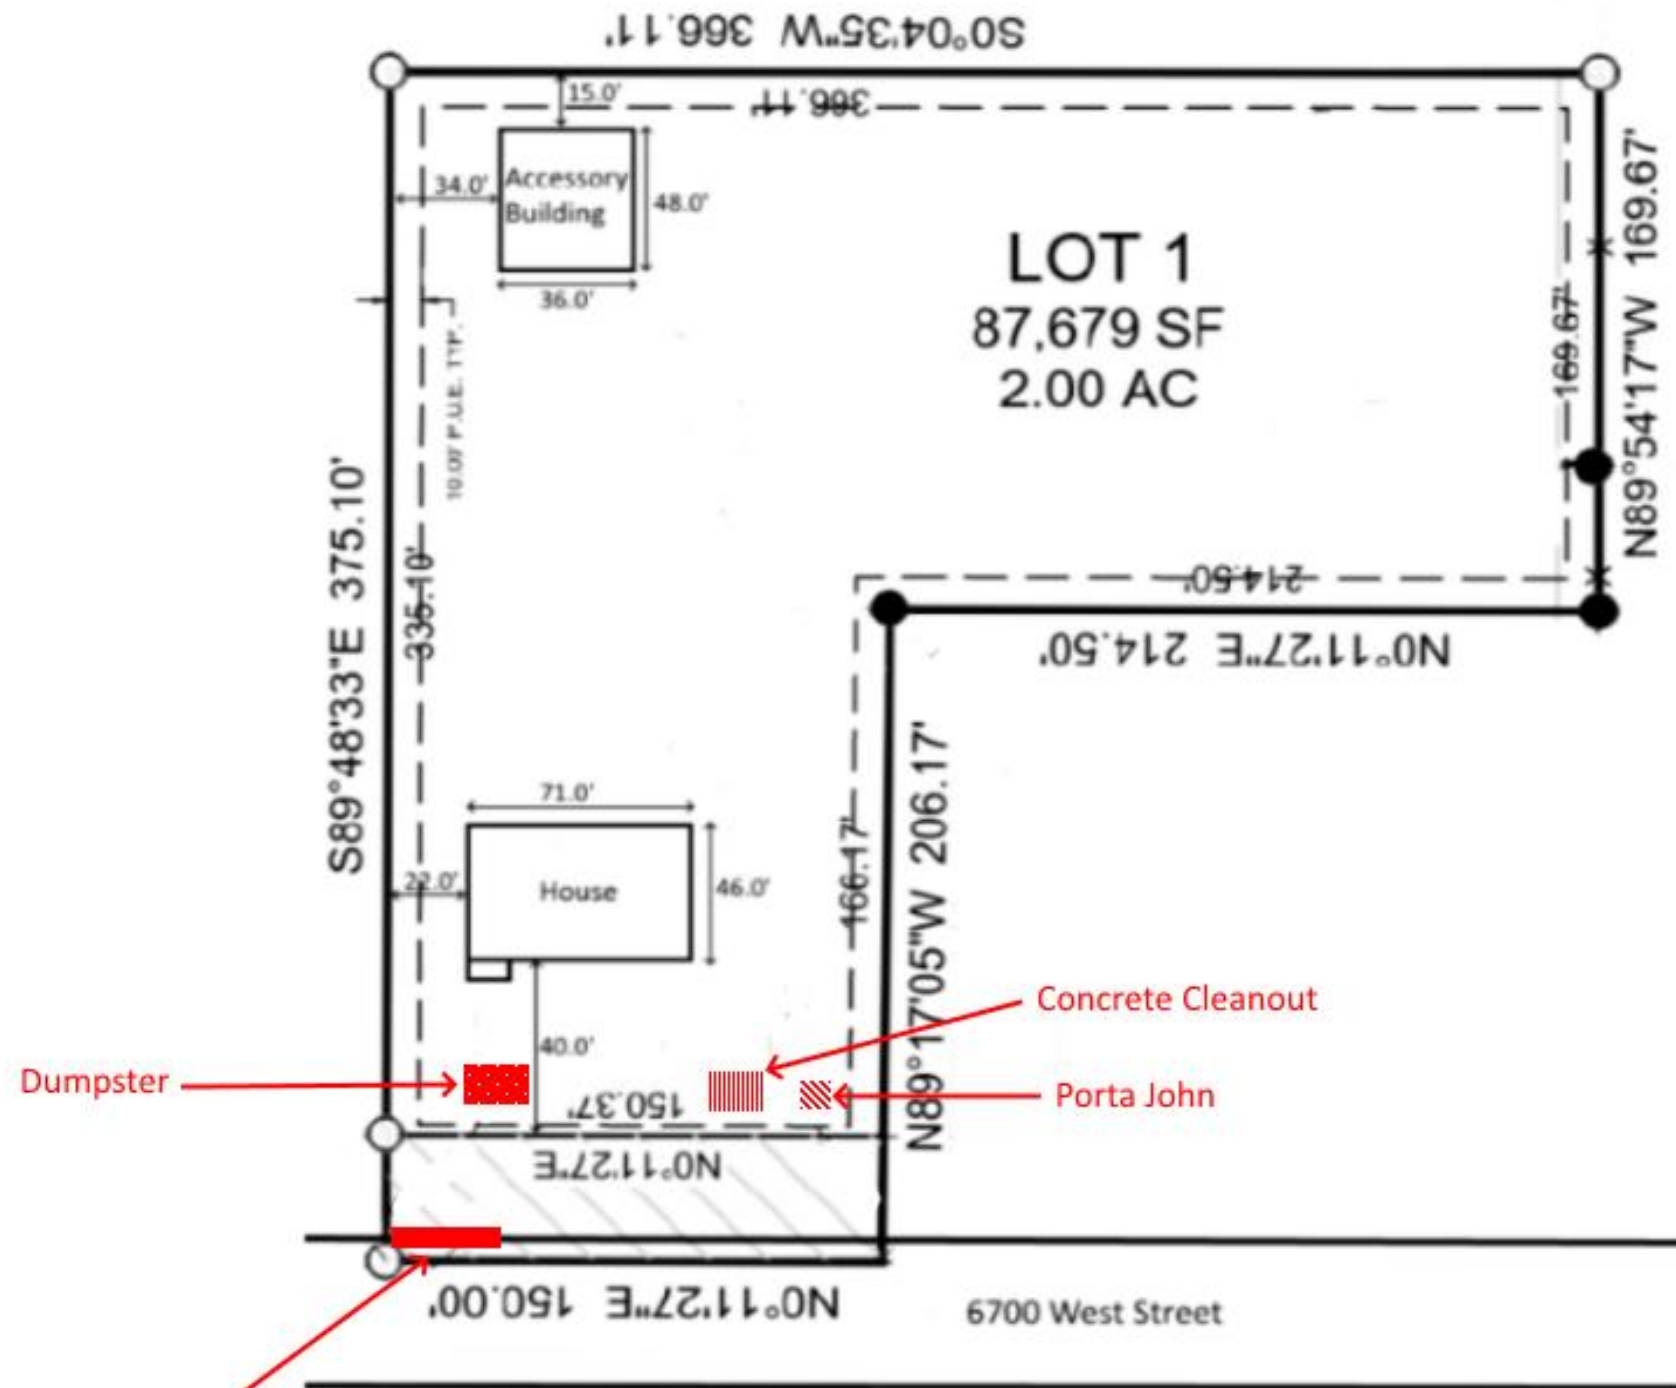 S0°04'35"W 366.11'
15.0'
366.11'
34.0'
Accessory
Building
48.0'
36.0'
LOT 1
87,679 SF
2.00 AC
169.67'
N89°54'17"W 169.67'
10.00' P.U.E. TYP.
S89°48'33"E 375.10'
335.10'
214.50'
N0°11'27"E 214.50'
71.0'
22.0'
House
46.0'
166.17'
N89°17'05"W 206.17'
Concrete Cleanout
40.0'
Dumpster
150.37'
Porta John
N0°11'27"E
N0°11'27"E 150.00'
6700 West Street